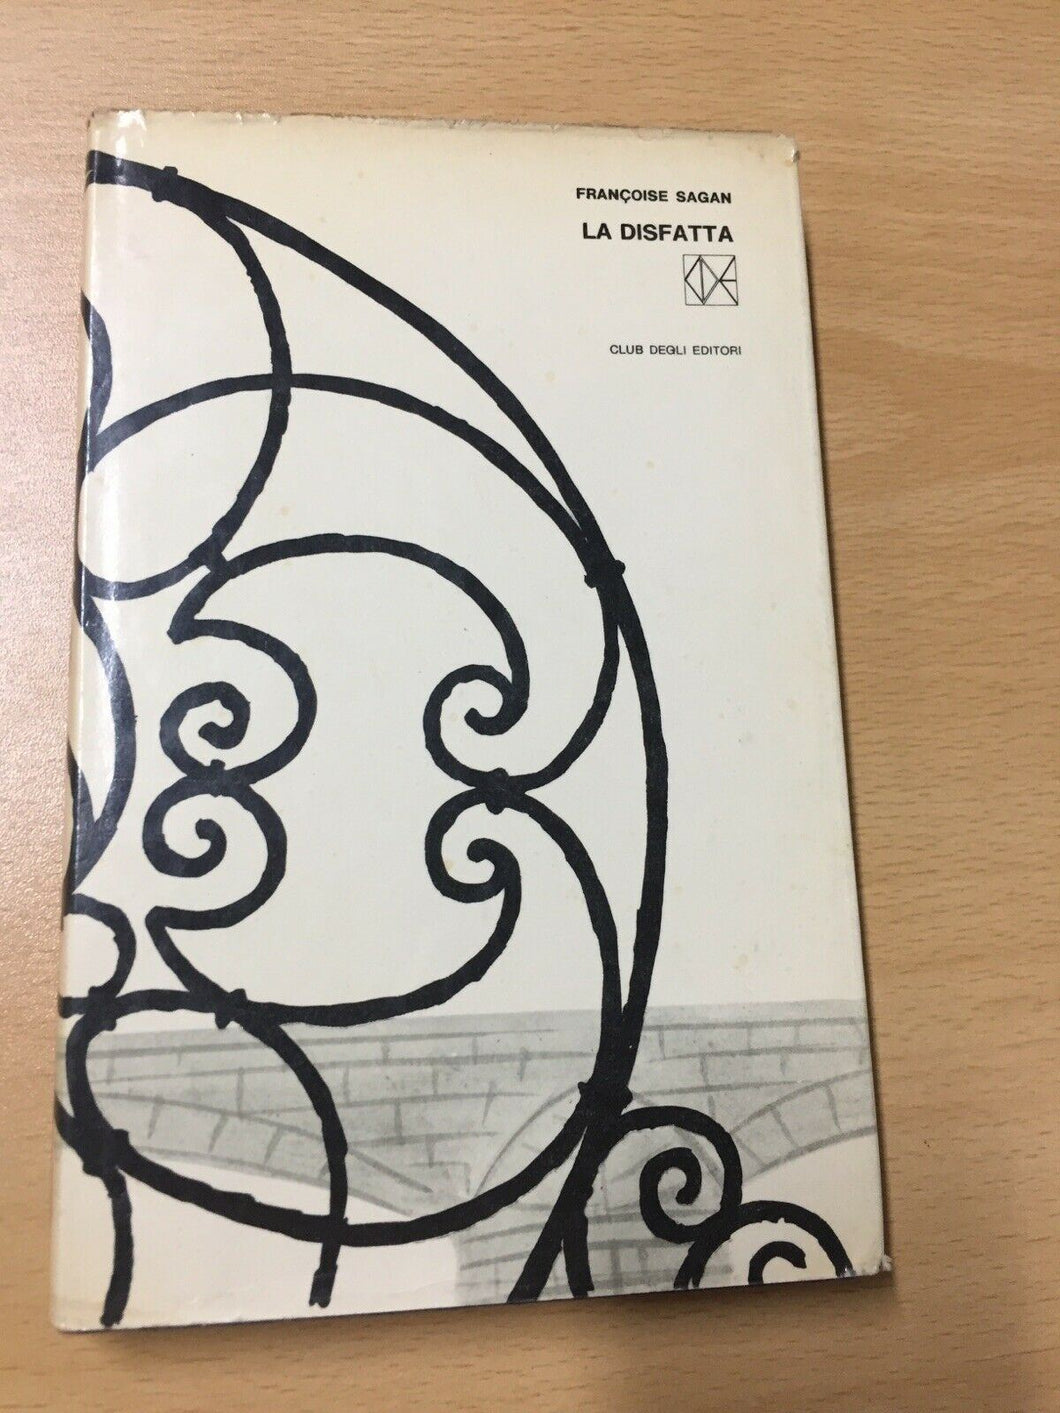 FRANÇOISE SAGAN
LA DISFATTA
CLUB DEGLI EDITORI